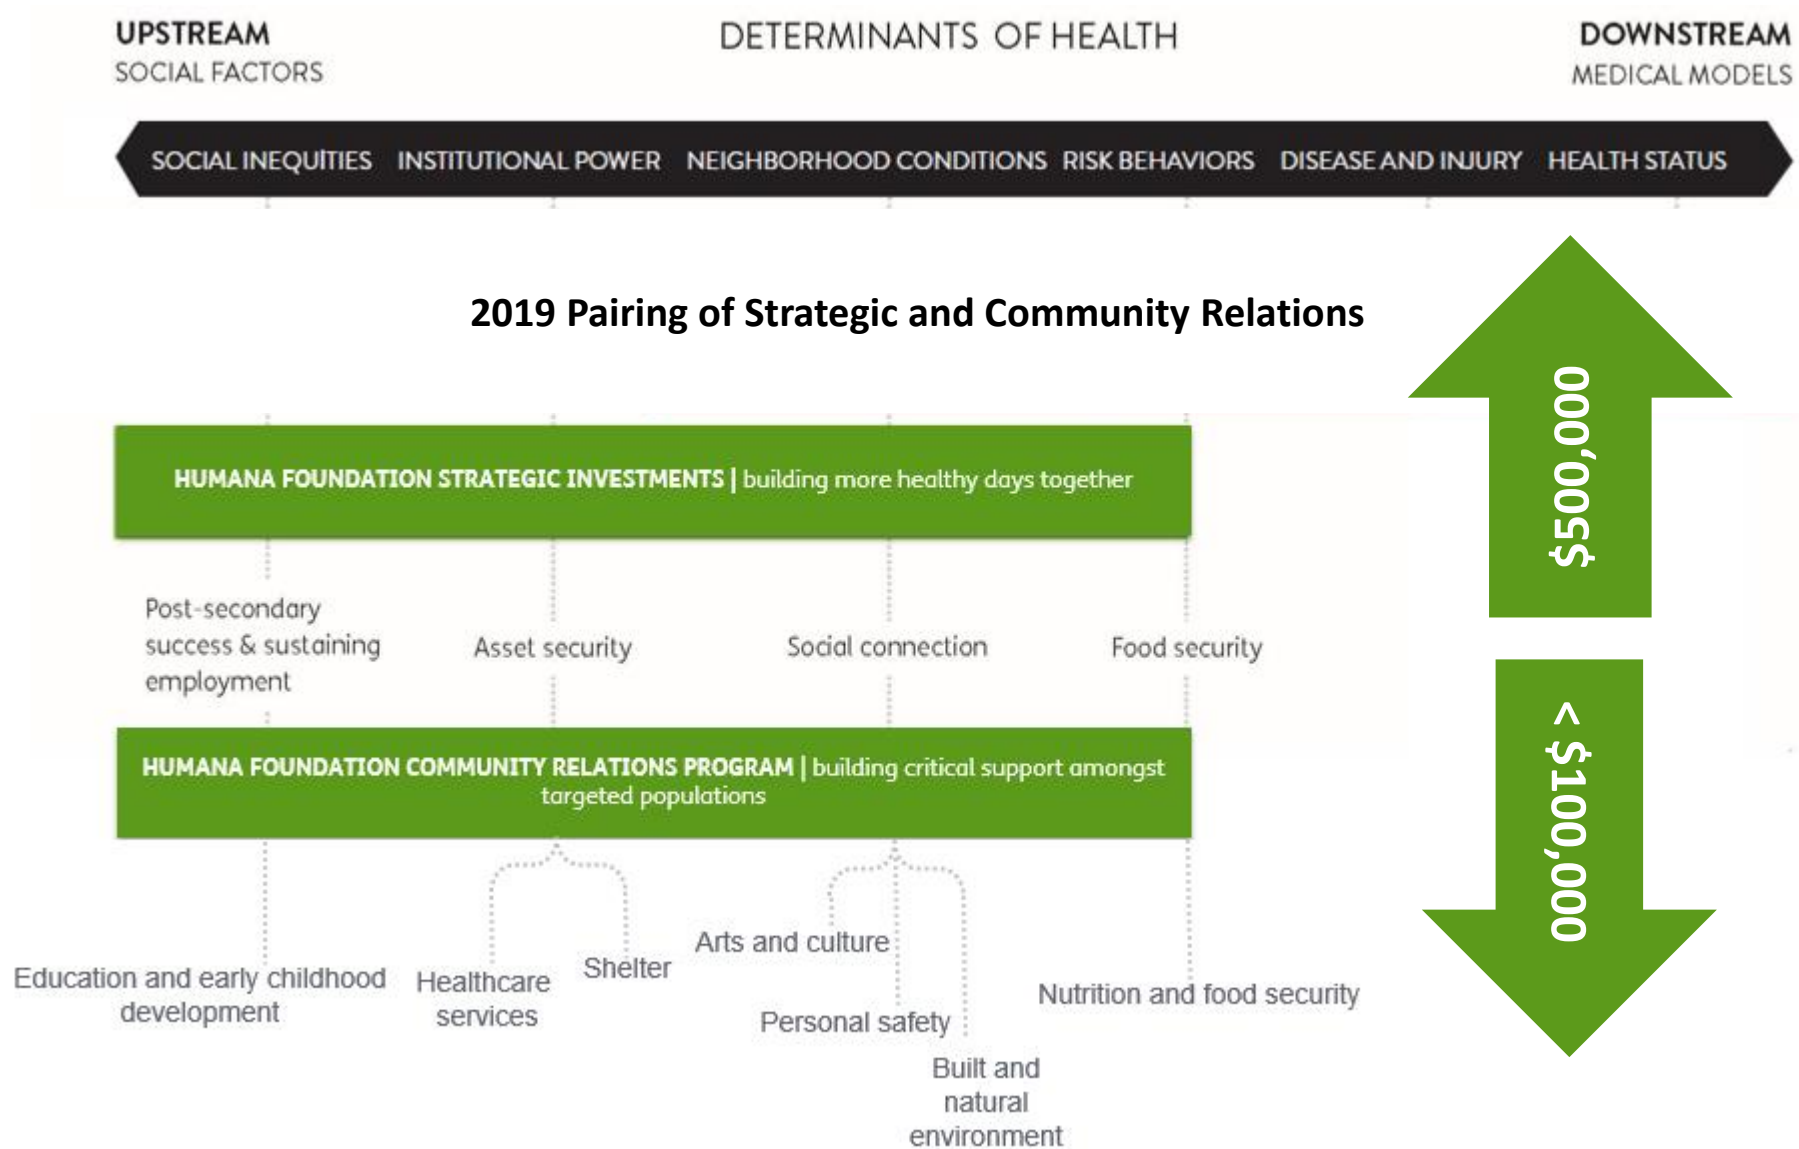 UPSTREAM
SOCIAL FACTORS
DETERMINANTS OF HEALTH
DOWNSTREAM
MEDICAL MODELS
SOCIAL INEQUITIES INSTITUTIONAL POWER NEIGHBORHOOD CONDITIONS RISK BEHAVIORS DISEASE AND INJURY HEALTH STATUS
2019 Pairing of Strategic and Community Relations
$500,000
HUMANA FOUNDATION STRATEGIC INVESTMENTS | building more healthy days together
Post-secondary
success & sustaining
employment
Asset security
Social connection
Food security
< $100,000
HUMANA FOUNDATION COMMUNITY RELATIONS PROGRAM | building critical support amongst
targeted populations
Education and early childhood
development
Healthcare
services
Shelter
Arts and culture
Personal safety
Built and
natural
environment
Nutrition and food security